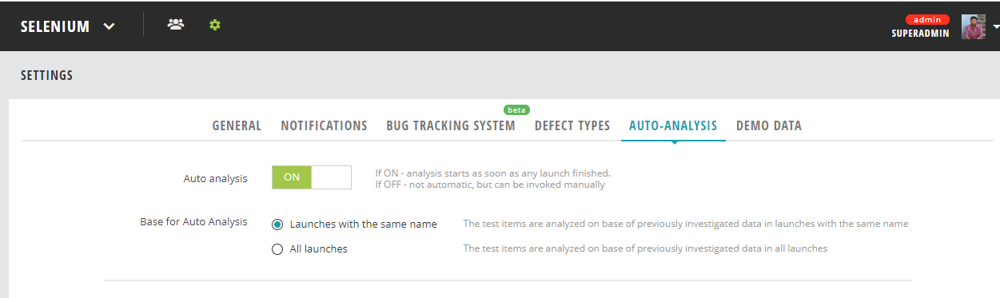 SELENIUM
admin
SUPERADMIN
SETTINGS
beta
GENERAL NOTIFICATIONS BUG TRACKING SYSTEM DEFECT TYPES AUTO-ANALYSIS DEMO DATA
Auto analysis
ON
If ON - analysis starts as soon as any launch finished.
If OFF - not automatic, but can be invoked manually
Base for Auto Analysis
Launches with the same name
The test items are analyzed on base of previously investigated data in launches with the same name
All launches
The test items are analyzed on base of previously investigated data in all launches